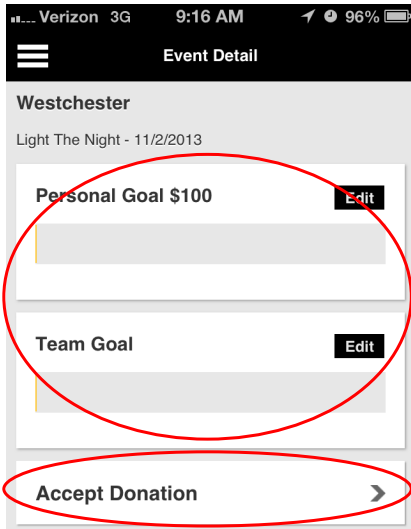 Verizon 3G 9:16 AM 96%
Event Detail
Westchester
Light The Night - 11/2/2013
Personal Goal $100 Edit
Team Goal Edit
Accept Donation